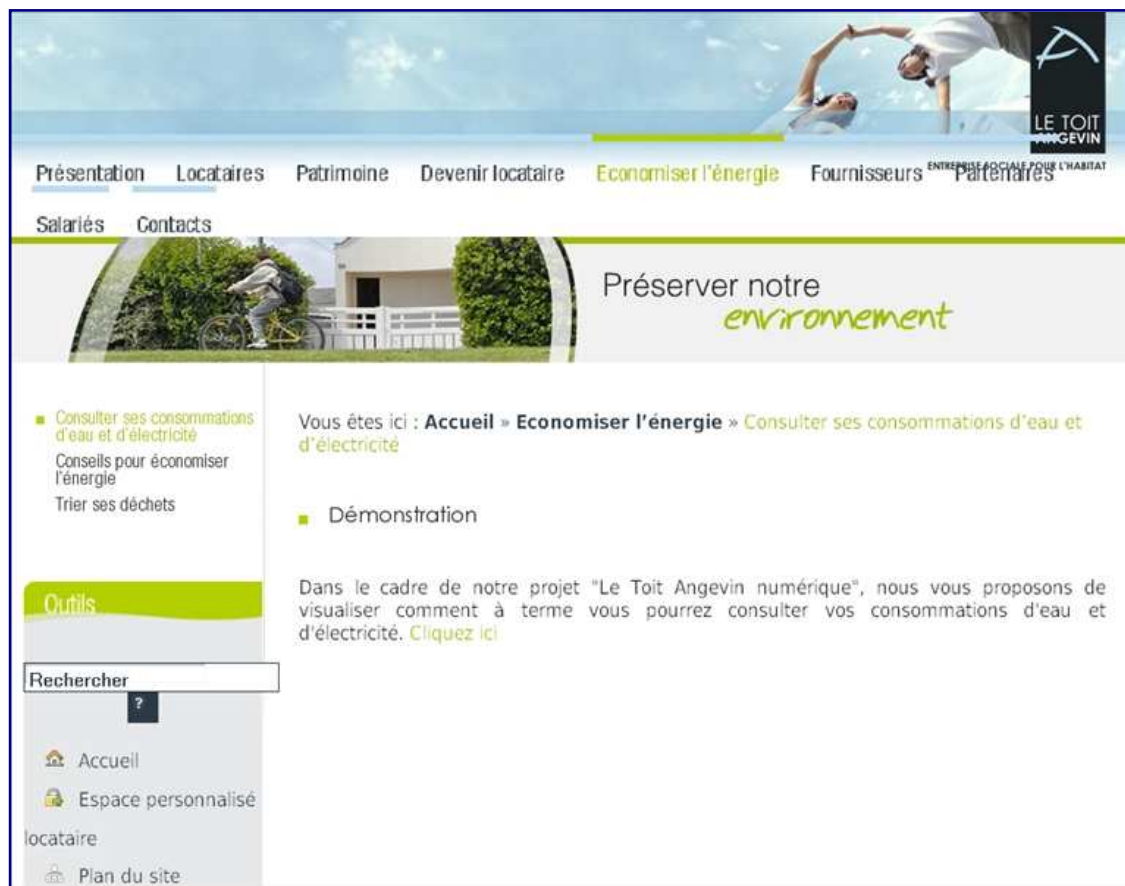 LE TOIT
ANGEVIN
ENTREPRISE SOCIALE POUR L'HABITAT
Présentation Locataires Patrimoine Devenir locataire Economiser l'énergie Fournisseurs Partenaires
Salariés Contacts
Préserver notre
environnement
Consulter ses consommations
d'eau et d'électricité
Conseils pour économiser
l'énergie
Trier ses déchets
Outils
Rechercher
?
Accueil
Espace personnalisé
locataire
Plan du site
Vous êtes ici : Accueil » Economiser l'énergie » Consulter ses consommations d'eau et
d'électricité
Démonstration
Dans le cadre de notre projet "Le Toit Angevin numérique", nous vous proposons de
visualiser comment à terme vous pourrez consulter vos consommations d'eau et
d'électricité. Cliquez ici